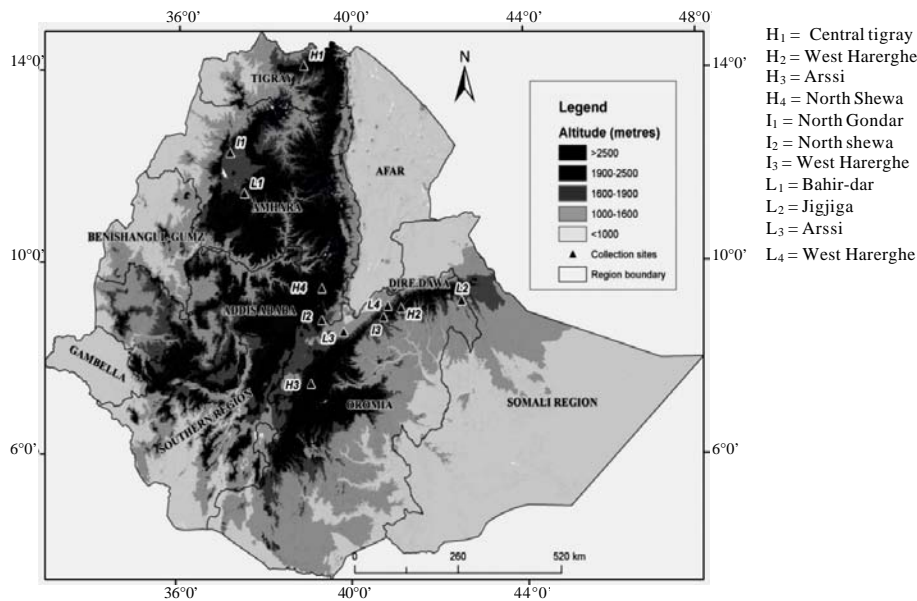 36°0′ 40°0′ 44°0′ 48°0
14°0′ 14°0′
10°0′ 10°0′
6°0′ 6°0′
36°0′ 40°0′ 44°0′
N
Legend
Altitude (metres)
>2500
1900-2500
1600-1900
1000-1600
<1000
Collection sites
Region boundary
H1
TIGRAY
H
L1
AMHARA
AFAR
BENISHANGUL GUMZ
DIRE DAWA
L2
H4
L4
ADDIS ABABA
I2
H2
I3
L3
GAMBELLA
H3
OROMIA
SOMALI REGION
SOUTHERN REGION
0 260 520 km
H1 = Central tigray
H2 = West Harerghe
H3 = Arssi
H4 = North Shewa
I1 = North Gondar
I2 = North shewa
I3 = West Harerghe
L1 = Bahir-dar
L2 = Jigjiga
L3 = Arssi
L4 = West Harerghe